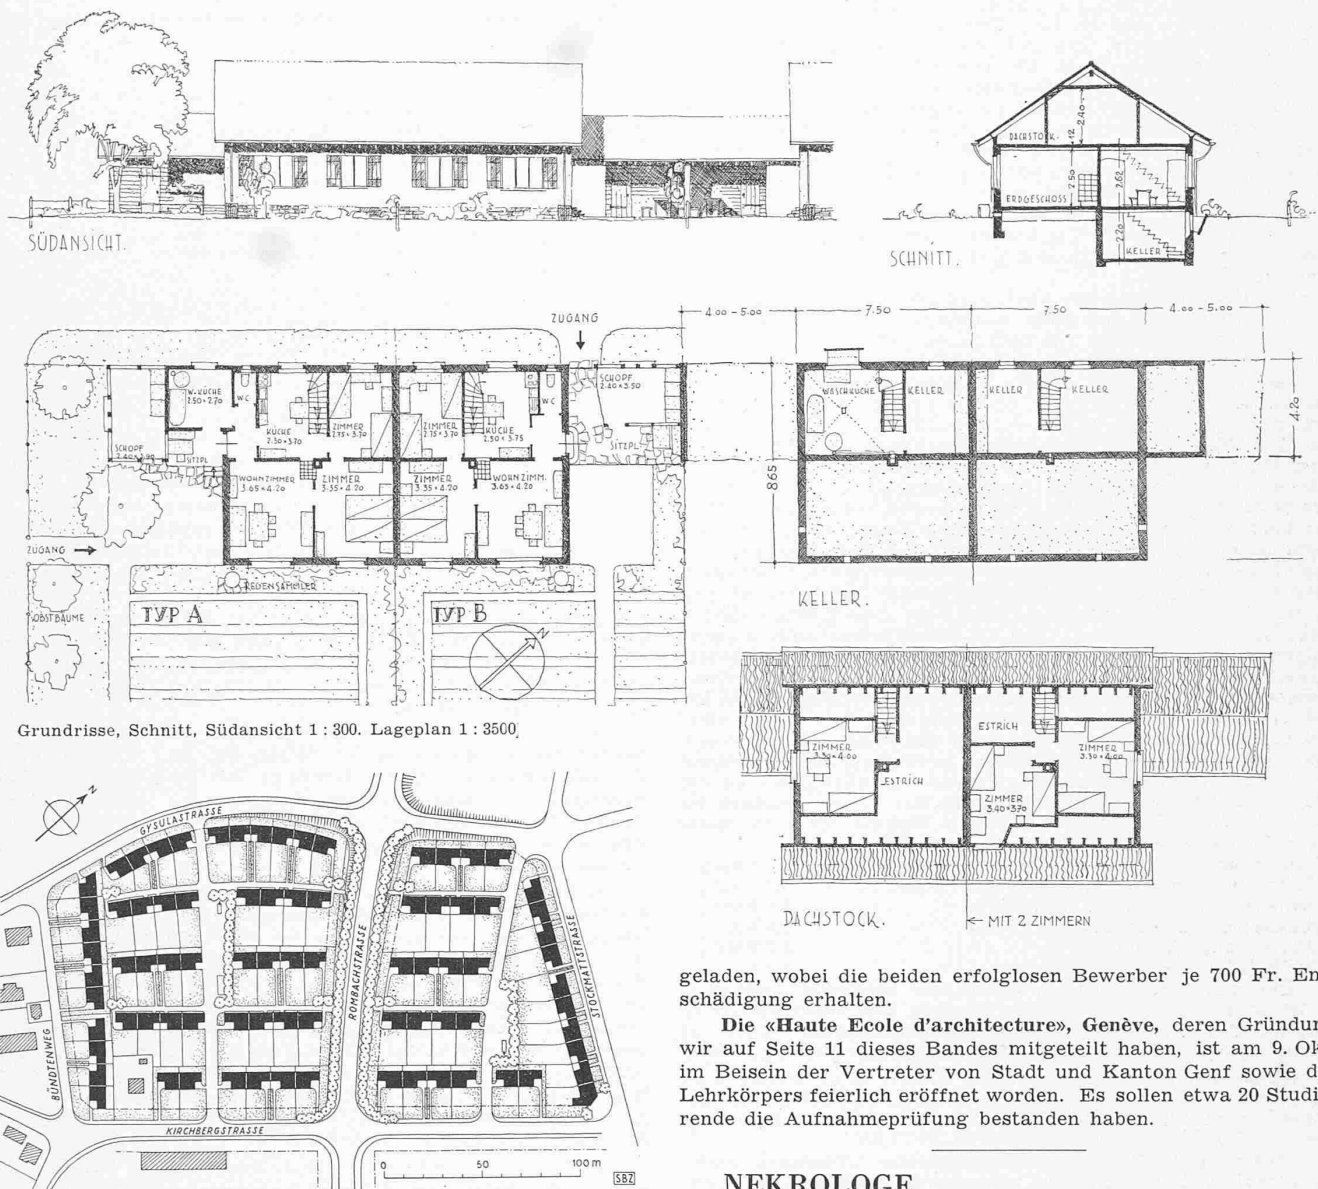 SÜDANSICHT.
DACHSTOCK.
2.40
12
ERDGESCHOSS
2.50
2.62
2.20
KELLER
SCHNITT.
ZUGANG
4.00 - 5.00
7.50
7.50
4.00 - 5.00
W.-KÜCHE
2.50×2.70
W.C
KÜCHE
2.30×3.70
ZIMMER
2.75×3.70
ZIMMER
2.75×3.70
KÜCHE
2.30×3.75
W C
SCHOPF
2.40×3.50
SITZPL
SCHOPF
SITZPL.
WOHNZIMMER
3.65×4.20
ZIMMER
3.35×4.20
ZIMMER
3.35×4.20
WOHNZIMM.
3.65×4.20
ZUGANG
REGENSAMMLER
OBSTBÄUME
TYP A
TYP B
N
WASCHKÜCHE
KELLER
KELLER
KELLER
4.20
8.65
KELLER.
Grundrisse, Schnitt, Südansicht 1 : 300. Lageplan 1 : 3500
ZIMMER
3.30×4.00
ESTRICH
ESTRICH
ZIMMER
3.40×3.70
ZIMMER
3.30×4.00
DACHSTOCK.
← MIT 2 ZIMMERN
N
GYSULASTRASSE
ROMBACHSTRASSE
STOCKMATTSTRASSE
BÜNDTENWEG
KIRCHBERGSTRASSE
0 50 100 m
SBZ
geladen, wobei die beiden erfolglosen Bewerber je 700 Fr. En
schädigung erhalten.
Die «Haute Ecole d'architecture», Genève, deren Gründun
wir auf Seite 11 dieses Bandes mitgeteilt haben, ist am 9. Ok
im Beisein der Vertreter von Stadt und Kanton Genf sowie d
Lehrkörpers feierlich eröffnet worden. Es sollen etwa 20 Studi
rende die Aufnahmeprüfung bestanden haben.
NEKROLOGE